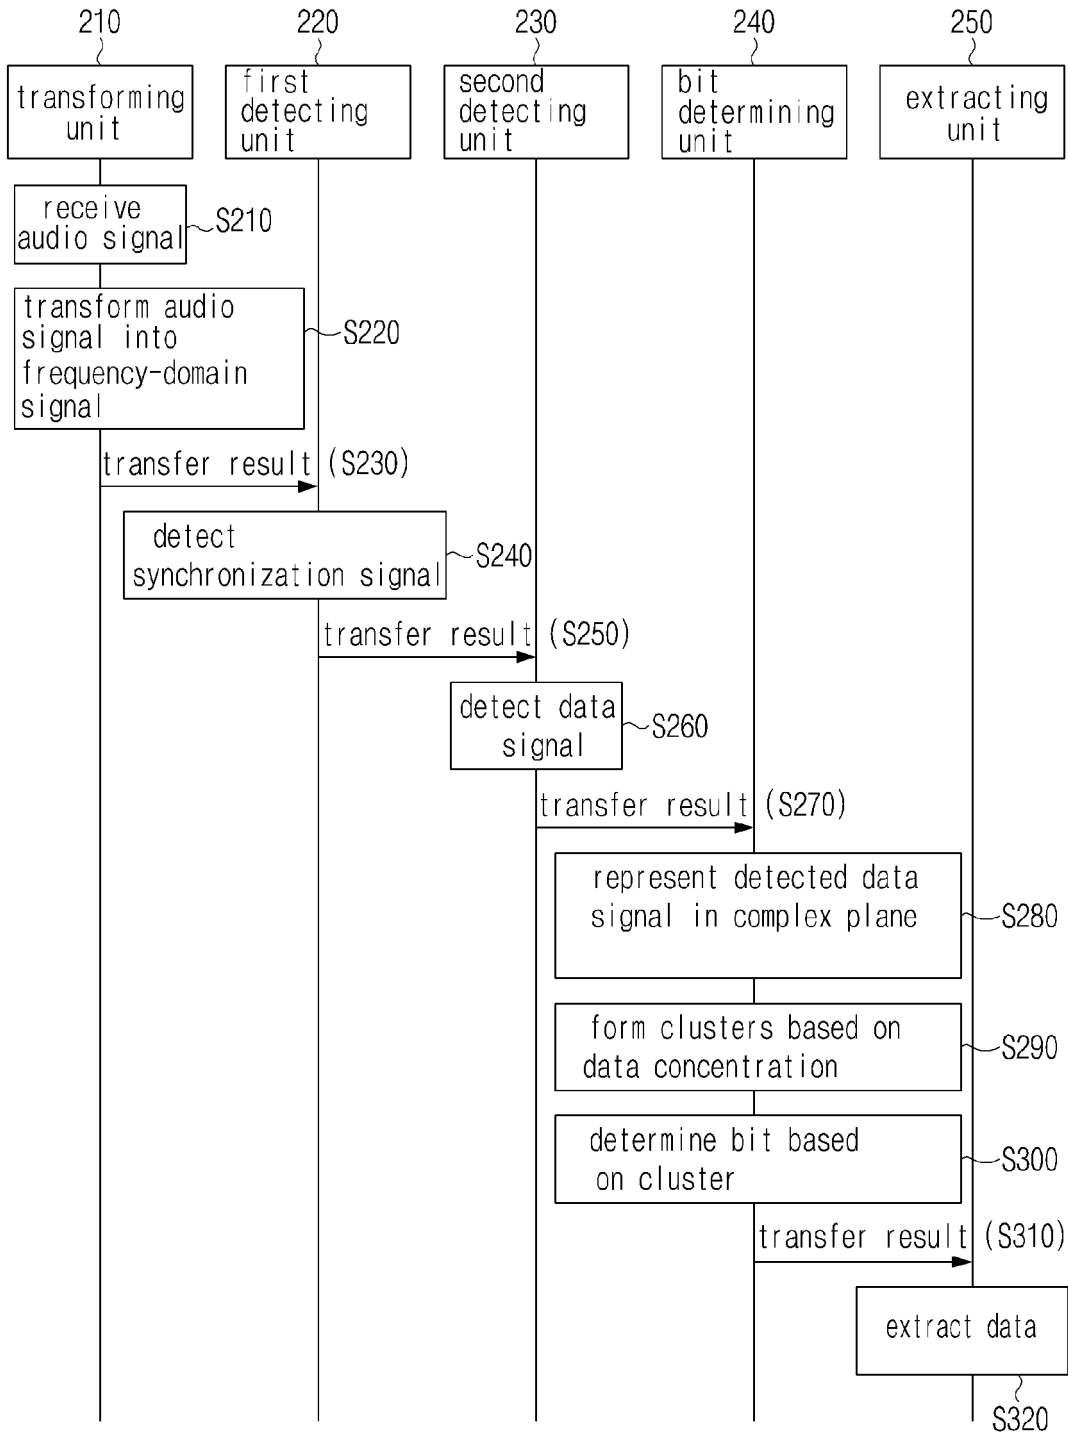 210
220
230
240
250
transforming
unit
first
detecting
unit
second
detecting
unit
bit
determining
unit
extracting
unit
receive
audio signal
S210
transform audio
signal into
frequency-domain
signal
S220
transfer result (S230)
detect
synchronization signal
S240
transfer result (S250)
detect data
signal
S260
transfer result (S270)
represent detected data
signal in complex plane
S280
form clusters based on
data concentration
S290
determine bit based
on cluster
S300
transfer result (S310)
extract data
S320